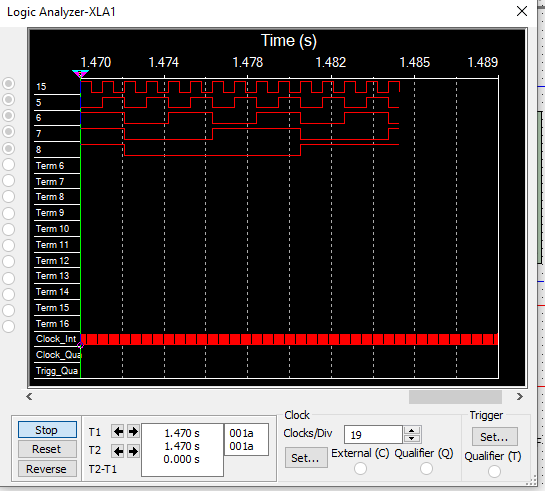 Logic Analyzer-XLA1
Time (s)
1.470 1.474 1.478 1.481 1.485 1.489
15
5
6
7
8
Term 6
Term 7
Term 8
Term 9
Term 10
Term 11
Term 12
Term 13
Term 14
Term 15
Term 16
Clock_Int
Clock_Qua
Trigg_Qua
Stop
Reset
Reverse
T1 1.470 s 001a
T2 1.470 s 001a
T2-T1 0.000 s
Clock
Clocks/Div 19
Set...
External (C) Qualifier (Q)
Trigger
Set...
Qualifier (T)